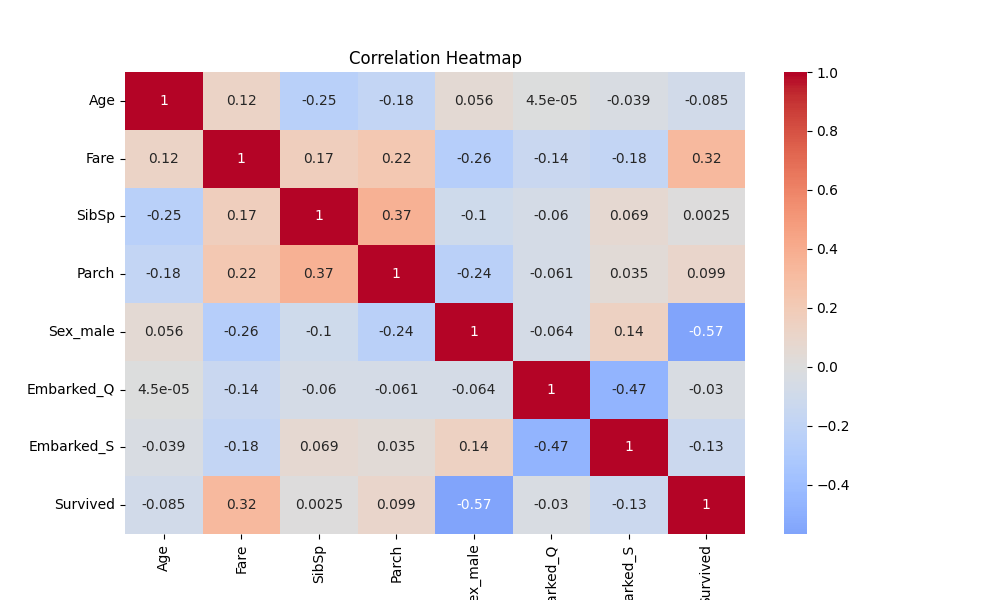 Correlation Heatmap
Age 1 0.12 -0.25 -0.18 0.056 4.5e-05 -0.039 -0.085
Fare 0.12 1 0.17 0.22 -0.26 -0.14 -0.18 0.32
SibSp -0.25 0.17 1 0.37 -0.1 -0.06 0.069 0.0025
Parch -0.18 0.22 0.37 1 -0.24 -0.061 0.035 0.099
Sex_male 0.056 -0.26 -0.1 -0.24 1 -0.064 0.14 -0.57
Embarked_Q 4.5e-05 -0.14 -0.06 -0.061 -0.064 1 -0.47 -0.03
Embarked_S -0.039 -0.18 0.069 0.035 0.14 -0.47 1 -0.13
Survived -0.085 0.32 0.0025 0.099 -0.57 -0.03 -0.13 1
Age Fare SibSp Parch ex_male arked_Q arked_S urvived
1.0
0.8
0.6
0.4
0.2
0.0
−0.2
−0.4